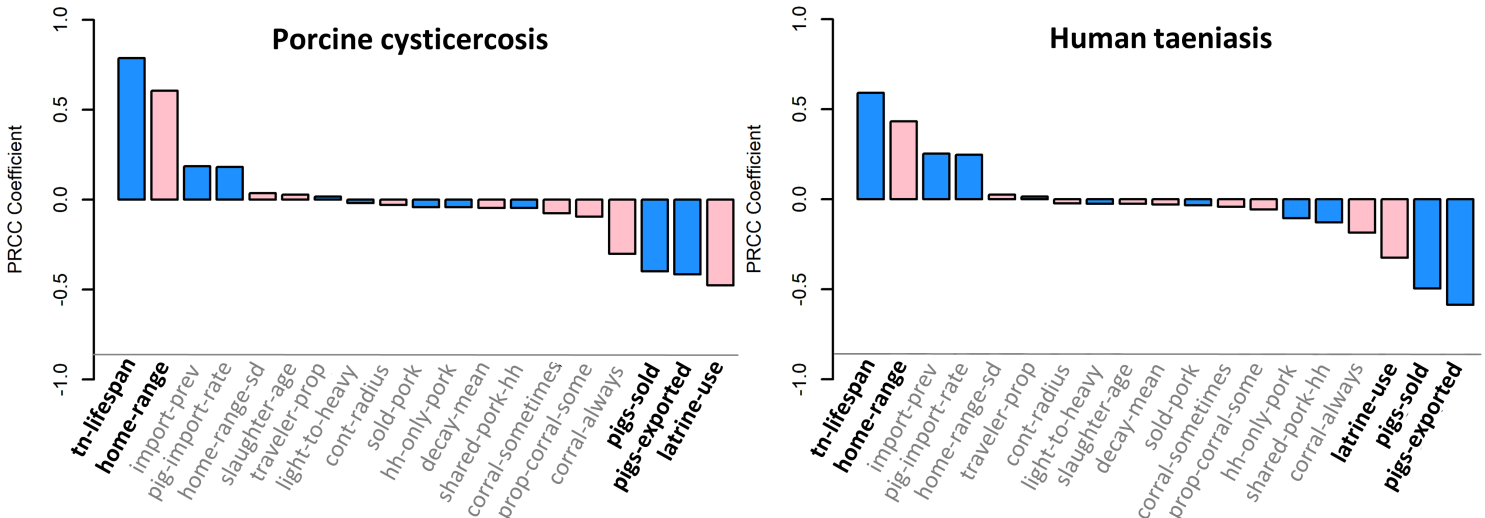 Porcine cysticercosis
PRCC Coefficient
1.0
0.5
0.0
-0.5
-1.0
tn-lifespan
home-range
import-prev
pig-import-rate
home-range-sd
slaughter-age
traveler-prop
light-to-heavy
cont-radius
sold-pork
hh-only-pork
decay-mean
shared-pork-hh
corral-sometimes
prop-corral-some
corral-always
pigs-sold
pigs-exported
latrine-use
Human taeniasis
PRCC Coefficient
1.0
0.5
0.0
-0.5
-1.0
tn-lifespan
home-range
import-prev
pig-import-rate
home-range-sd
traveler-prop
cont-radius
light-to-heavy
slaughter-age
decay-mean
sold-pork
corral-sometimes
prop-corral-some
hh-only-pork
shared-pork-hh
corral-always
latrine-use
pigs-sold
pigs-exported